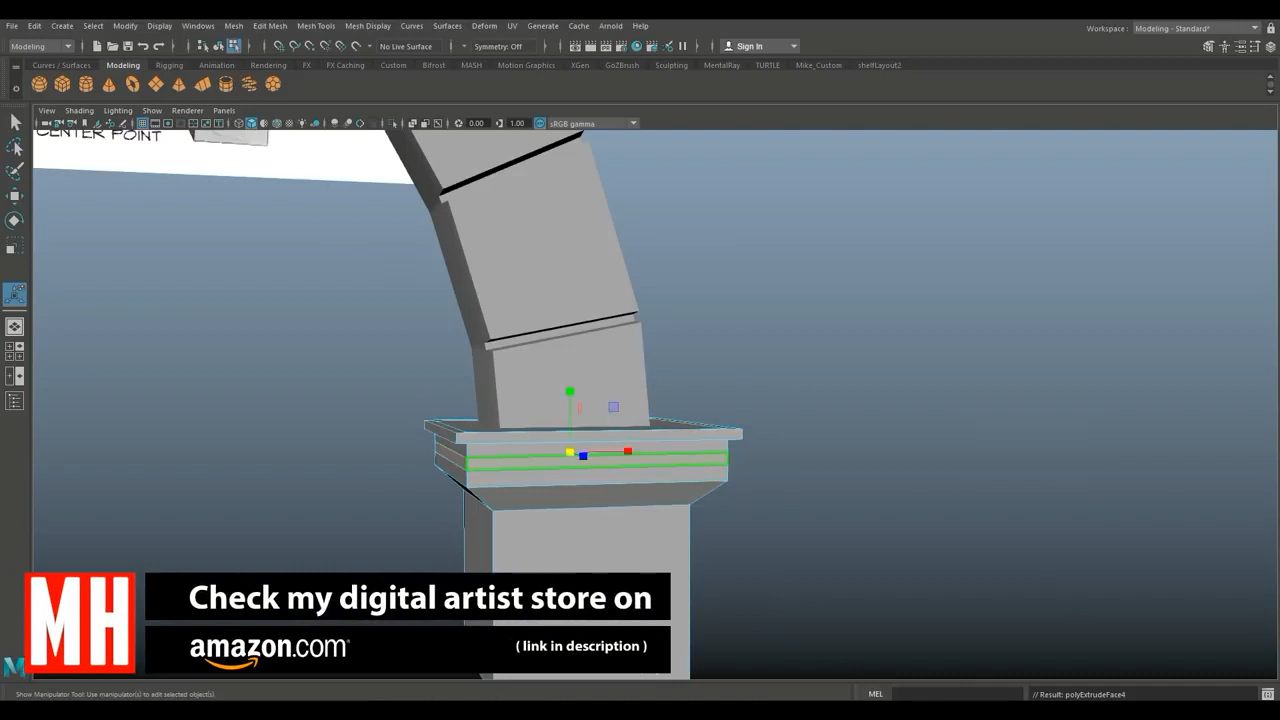 File Edit Create Select Modify Display Windows Mesh Edit Mesh Mesh Tools Mesh Display Curves Surfaces Deform UV Generate Cache Arnold Help
Workspace : Modeling - Standard*
Modeling No Live Surface Symmetry: Off Sign In
Curves / Surfaces Modeling Rigging Animation Rendering FX FX Caching Custom Bifrost MASH Motion Graphics XGen GoZBrush Sculpting MentalRay TURTLE Mike_Custom shelfLayout2
View Shading Lighting Show Renderer Panels
0.00 1.00 sRGB gamma
CENTER POINT
MH
Check my digital artist store on
amazon.com ( link in description )
Show Manipulator Tool: Use manipulator(s) to edit selected object(s).
MEL
// Result: polyExtrudeFace4